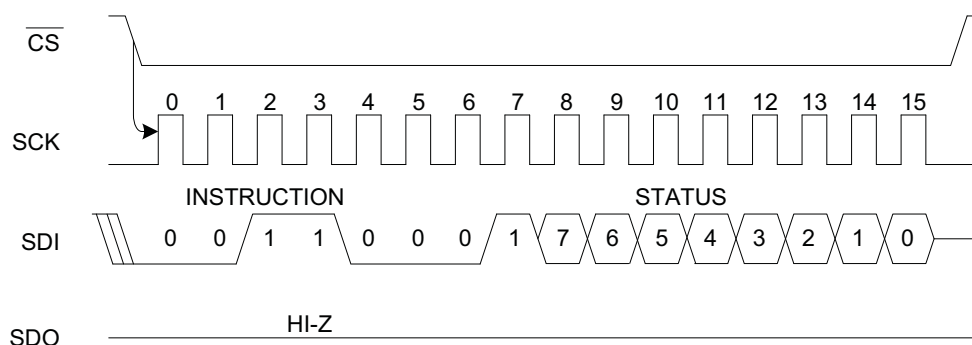 CS
0 1 2 3 4 5 6 7 8 9 10 11 12 13 14 15
SCK
INSTRUCTION STATUS
SDI 0 0 1 1 0 0 0 1 7 6 5 4 3 2 1 0
HI-Z
SDO